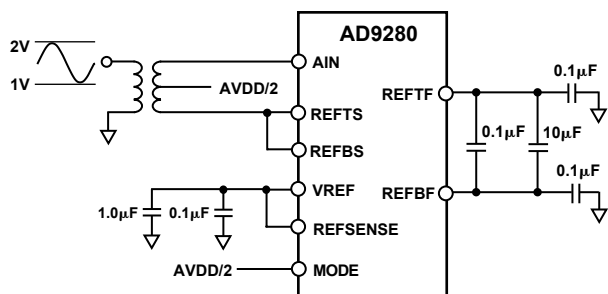 AD9280
2V
1V
AIN
AVDD/2
REFTS
REFBS
VREF
1.0μF
0.1μF
REFSENSE
AVDD/2
MODE
REFTF
0.1μF
0.1μF
10μF
0.1μF
REFBF